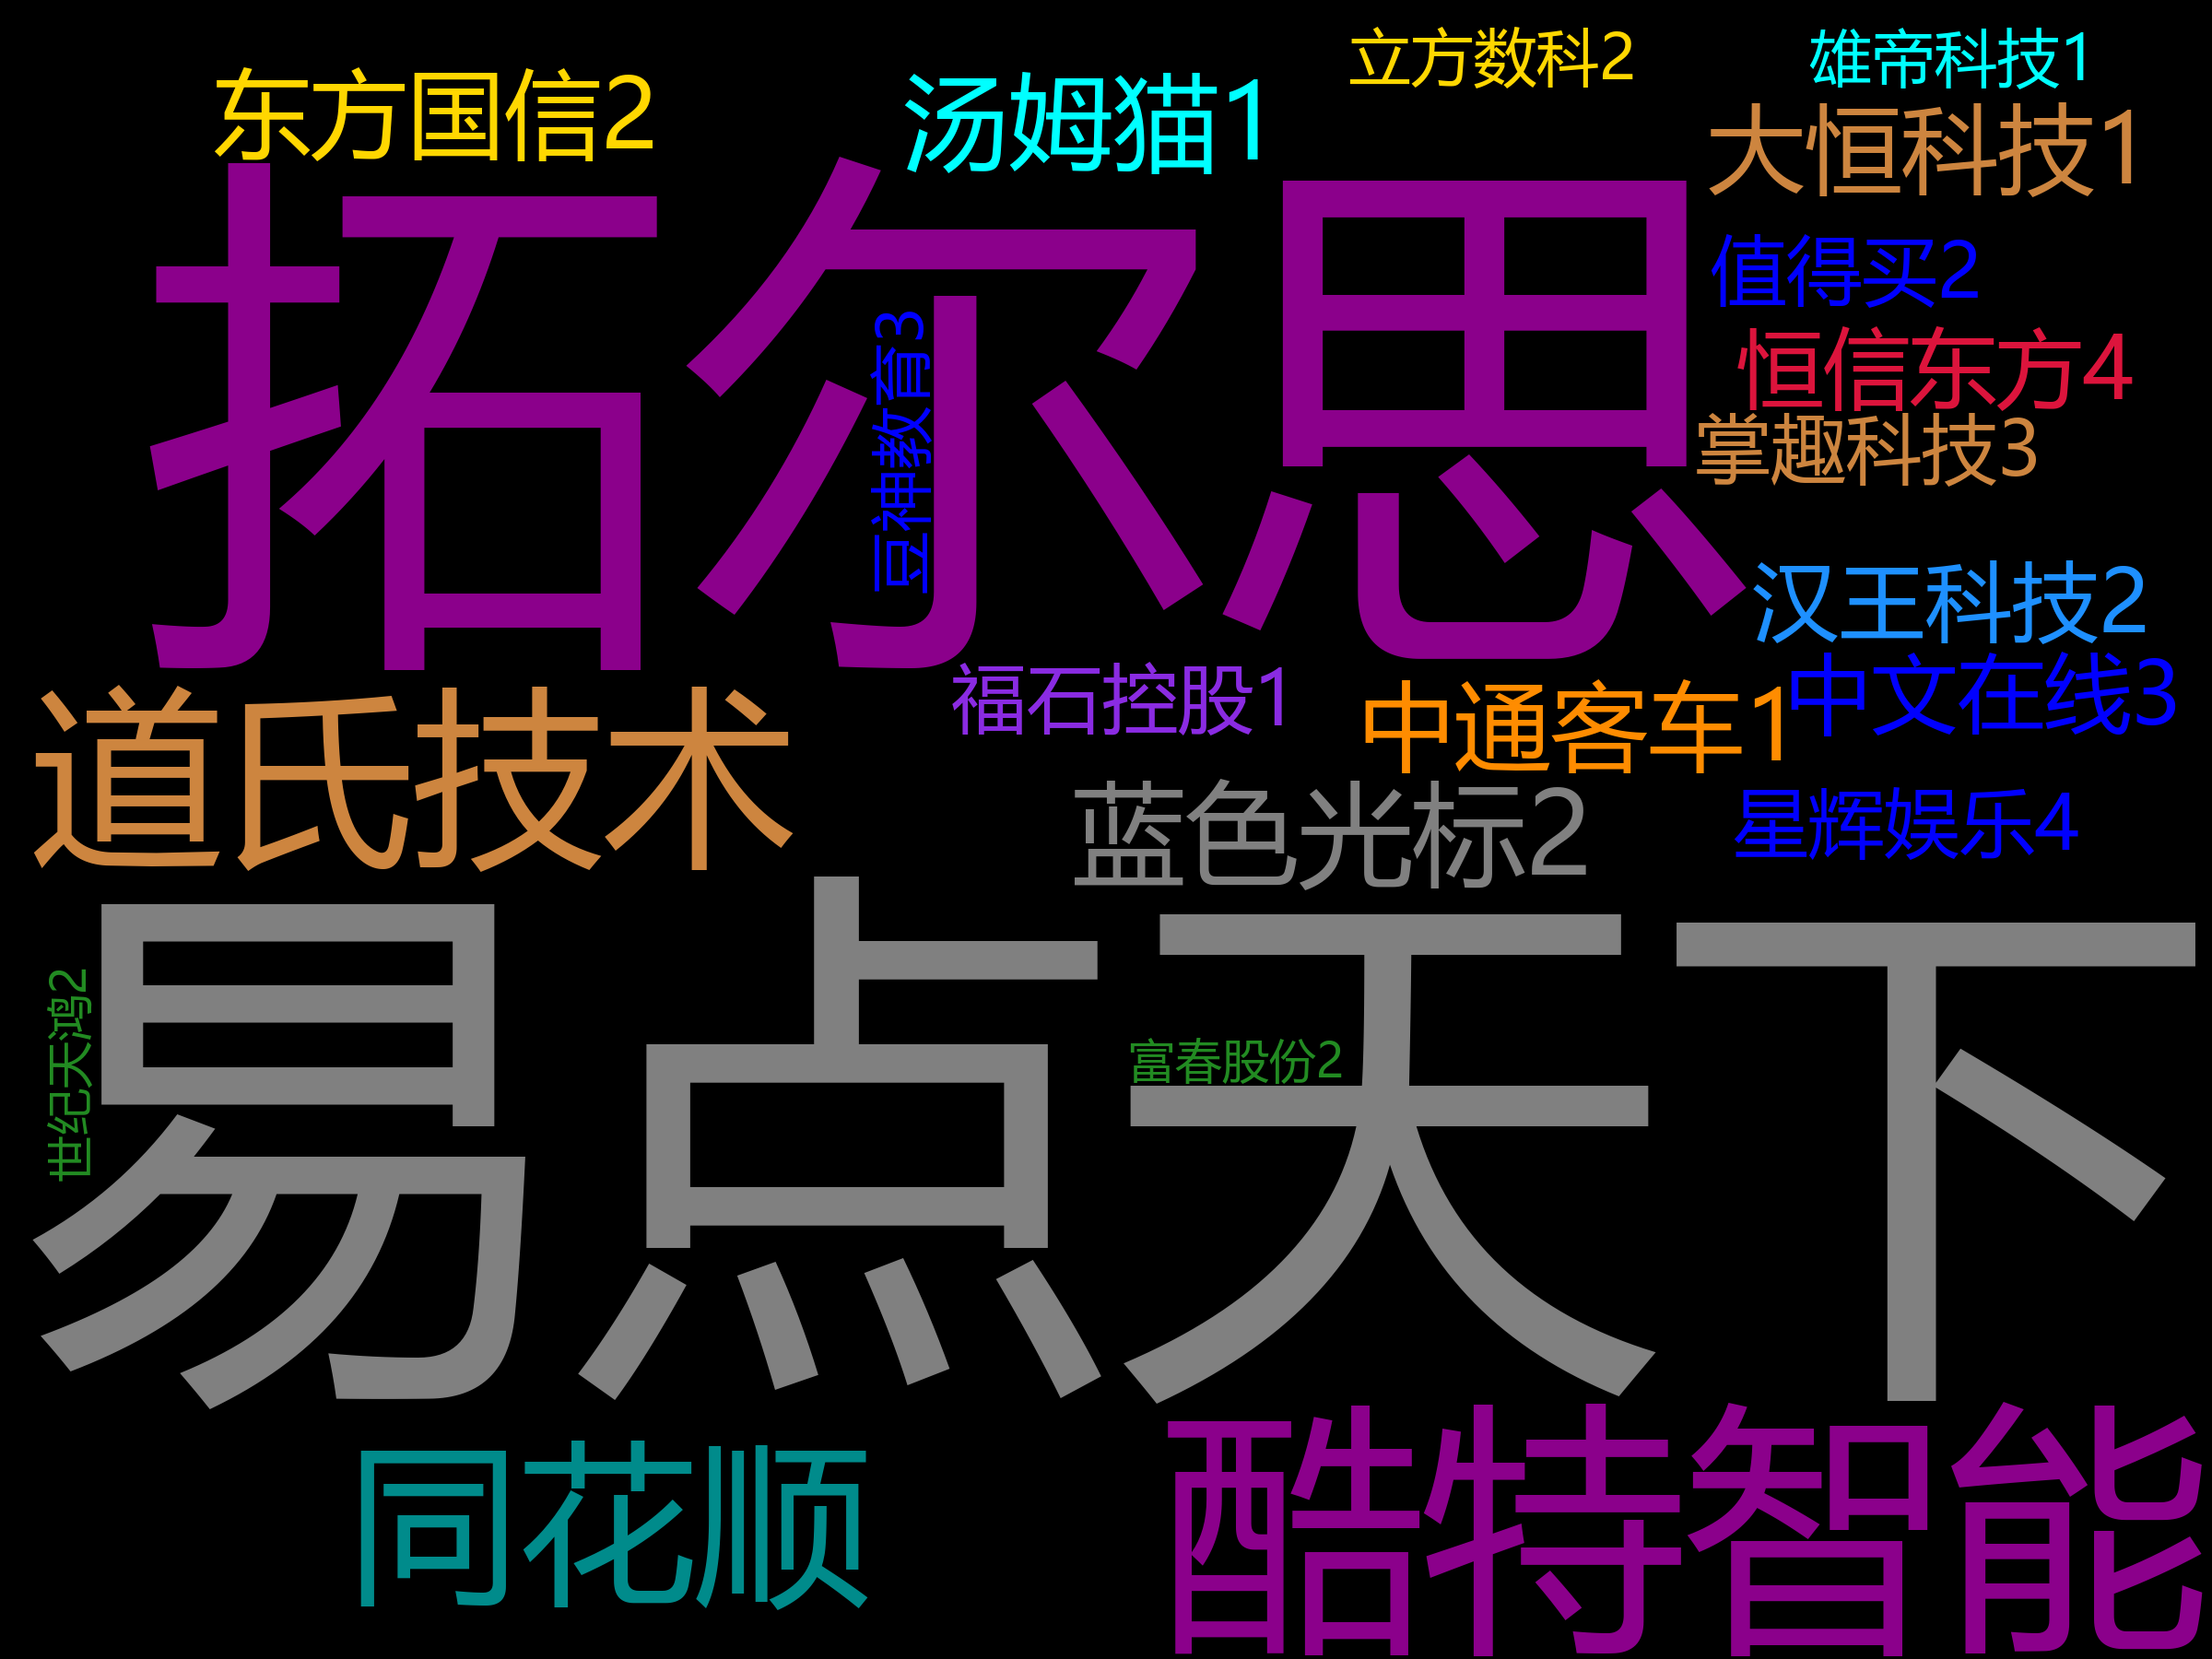 立方数科2
惟商科技1
东方国信2
汤姆猫1
大恒科技1
拓尔思
值得买2
豆神教育3
恒信东方4
掌趣科技3
汉王科技2
中文在线3
福石控股1
中通客车1
道氏技术
蓝色光标2
星辉娱乐4
易点天下
世纪天鸿2
富春股份2
酷特智能
同花顺